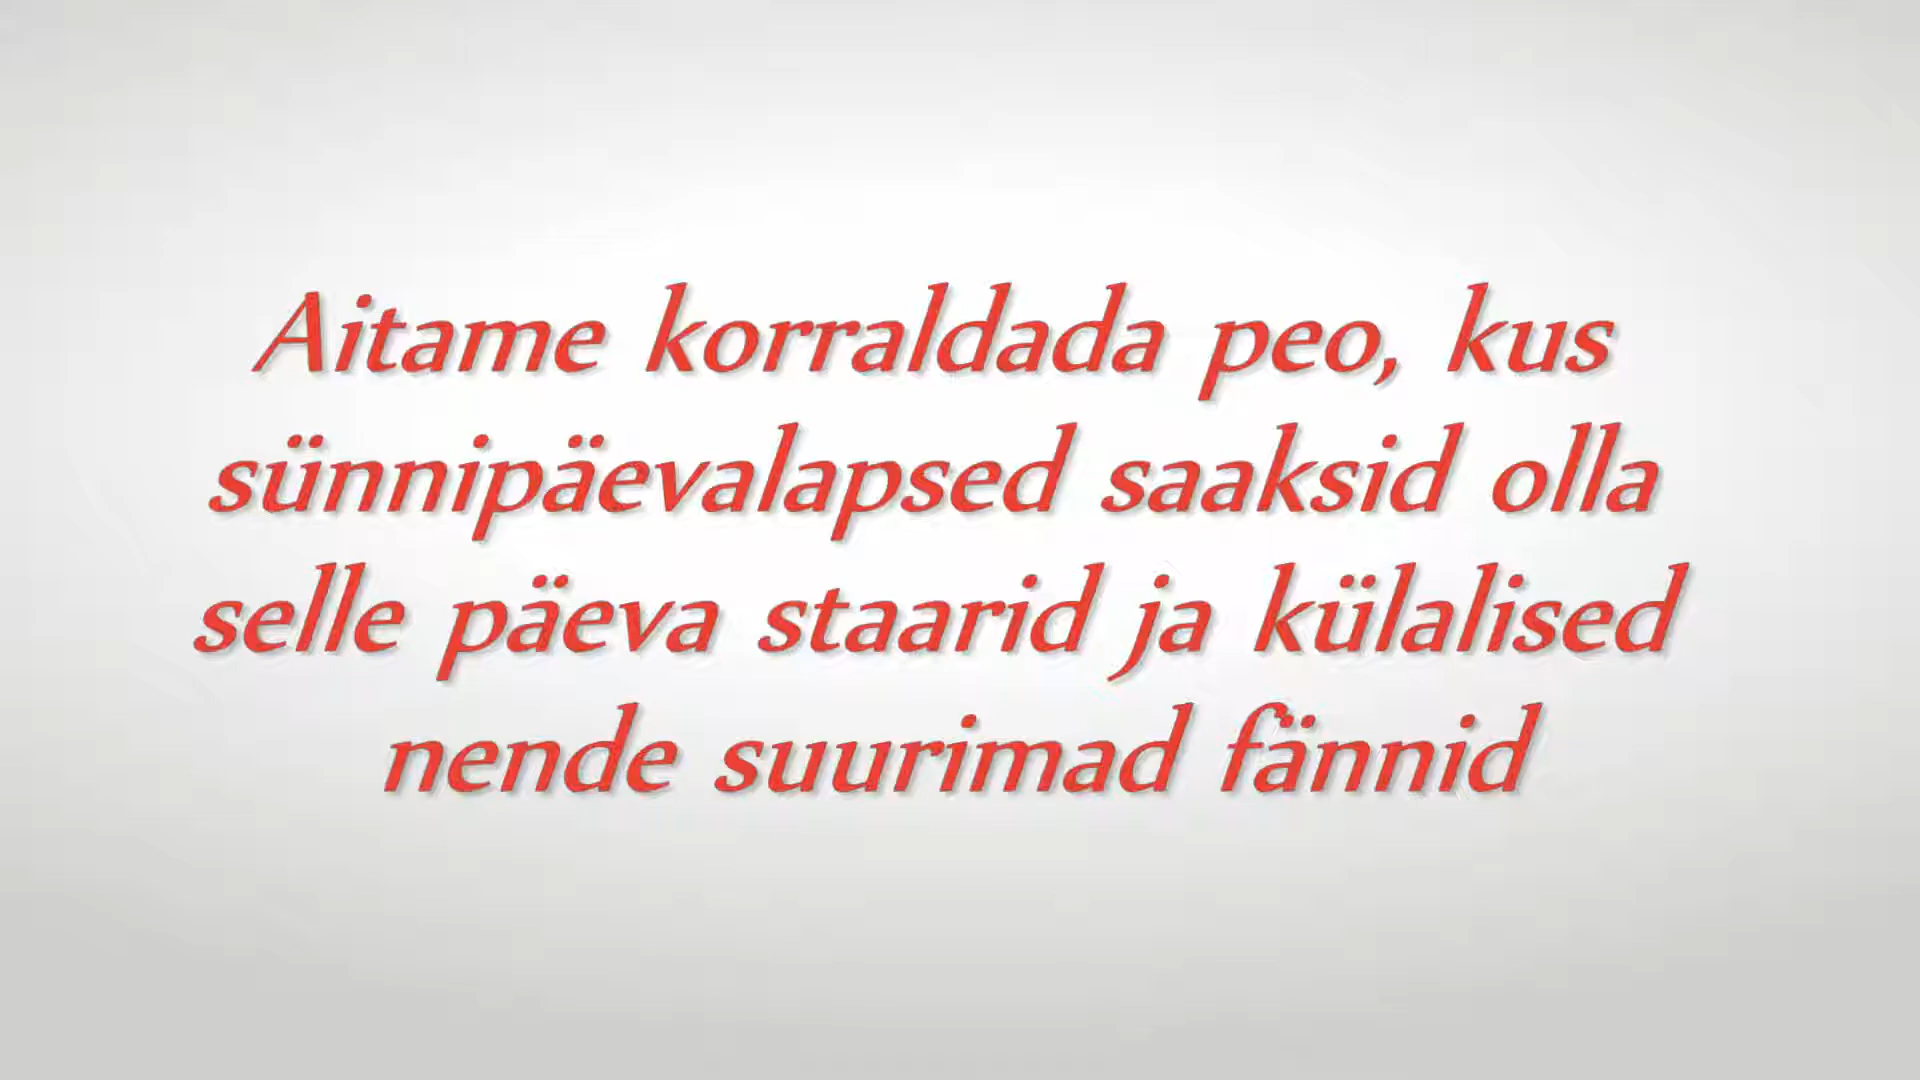 Aitame korraldada peo, kus
sünnipäevalapsed saaksid olla
selle päeva staarid ja külalised
nende suurimad fännid